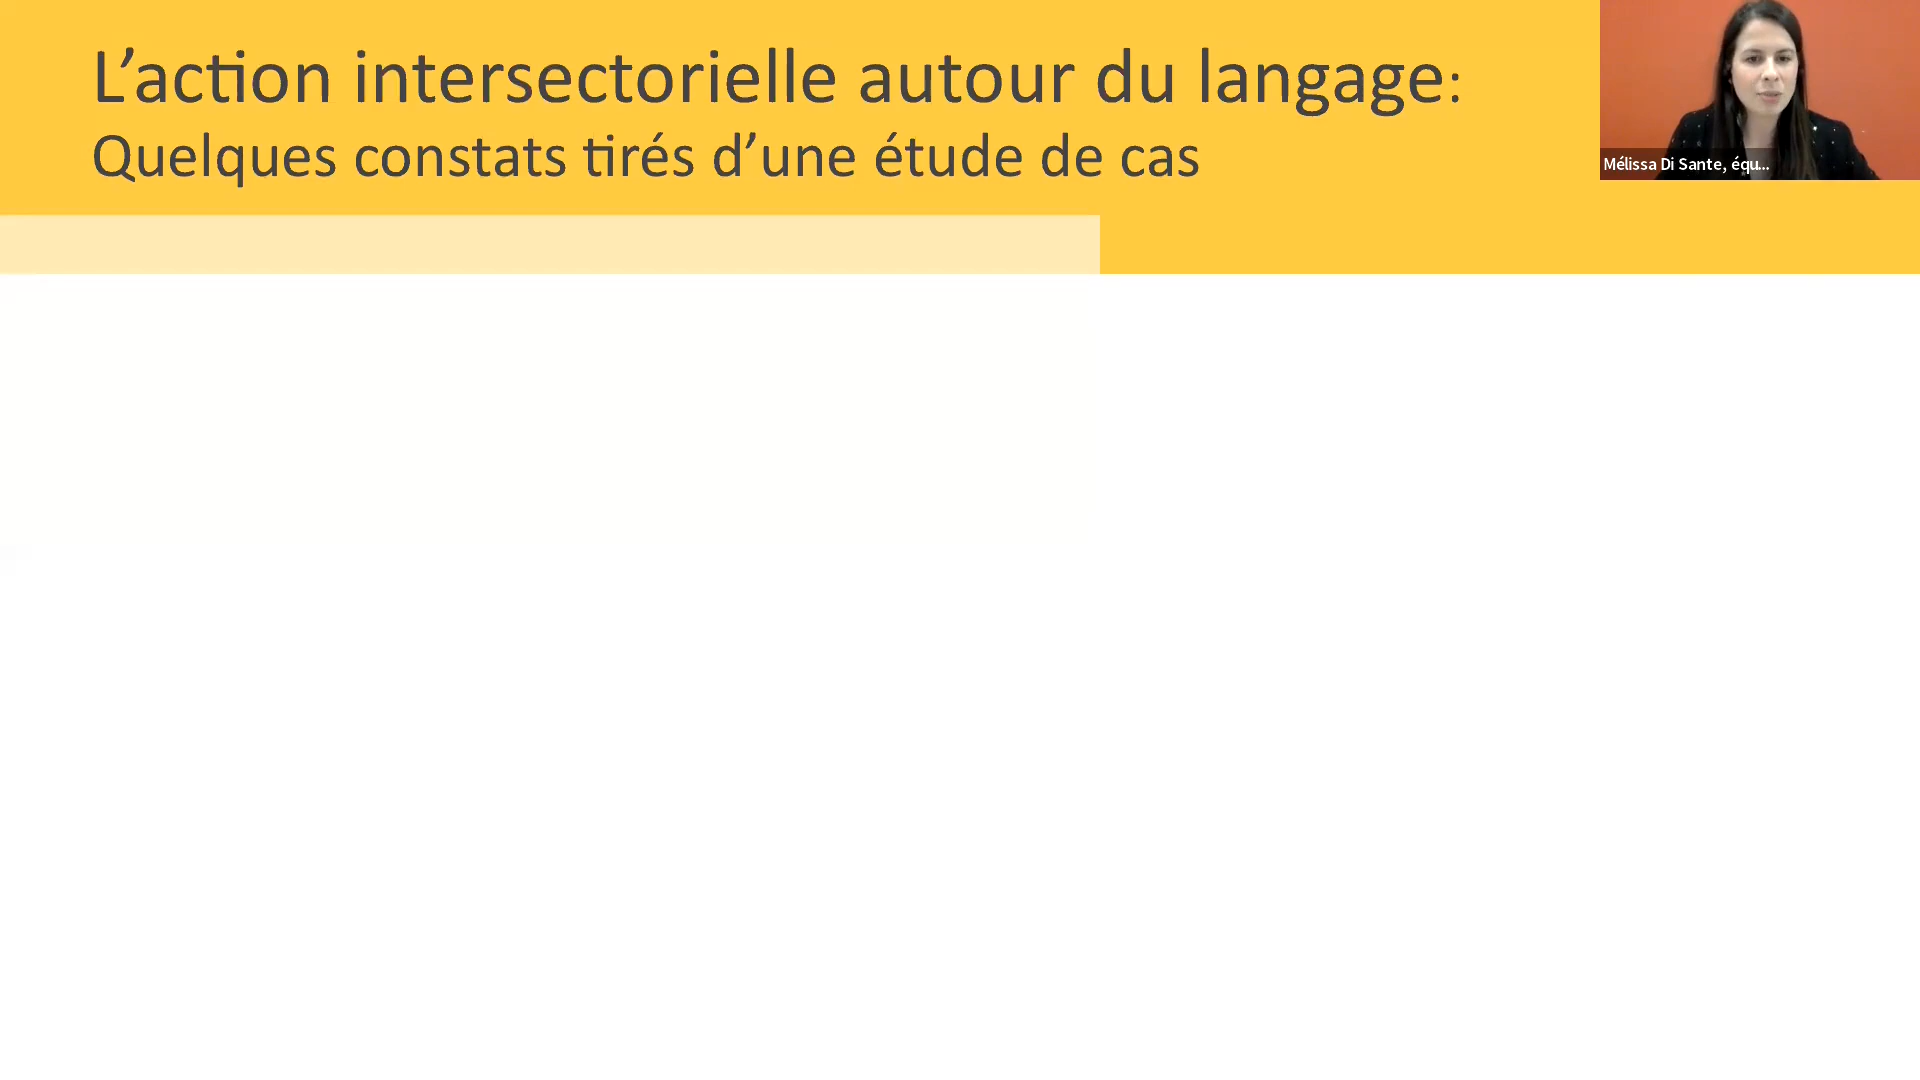 L’action intersectorielle autour du langage:
Quelques constats tirés d’une étude de cas
Mélissa Di Sante, équ...